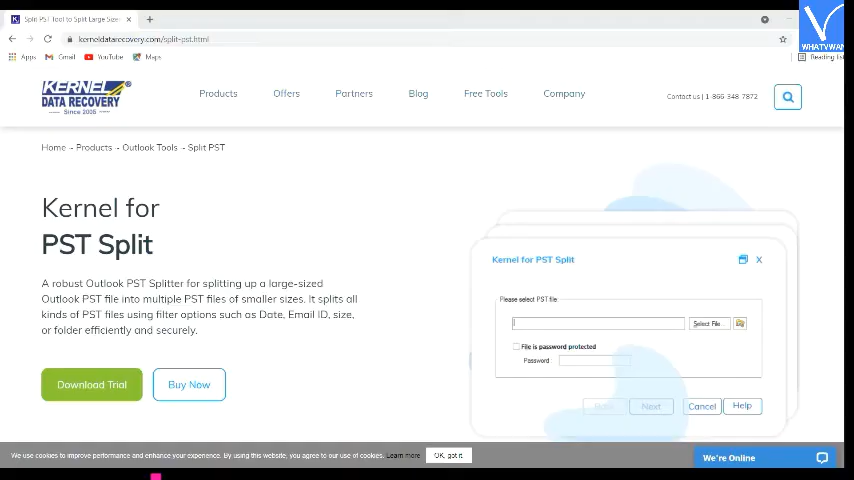 Split PST Tool to Split Large Size
kerneldatarecovery.com/split-pst.html
Apps Gmail YouTube Maps
Reading list
WHATVWANT
KERNEL
DATA RECOVERY
Since 2005
Products Offers Partners Blog Free Tools Company
Contact us | 1-866-348-7872
Home ~ Products ~ Outlook Tools ~ Split PST
Kernel for
PST Split
A robust Outlook PST Splitter for splitting up a large-sized
Outlook PST file into multiple PST files of smaller sizes. It splits all
kinds of PST files using filter options such as Date, Email ID, size,
or folder efficiently and securely.
Download Trial Buy Now
Kernel for PST Split X
Please select PST file:
Select File...
File is password protected
Password:
Back Next Cancel Help
We use cookies to improve performance and enhance your experience. By using this website, you agree to our use of cookies. Learn more OK, got it
We're Online